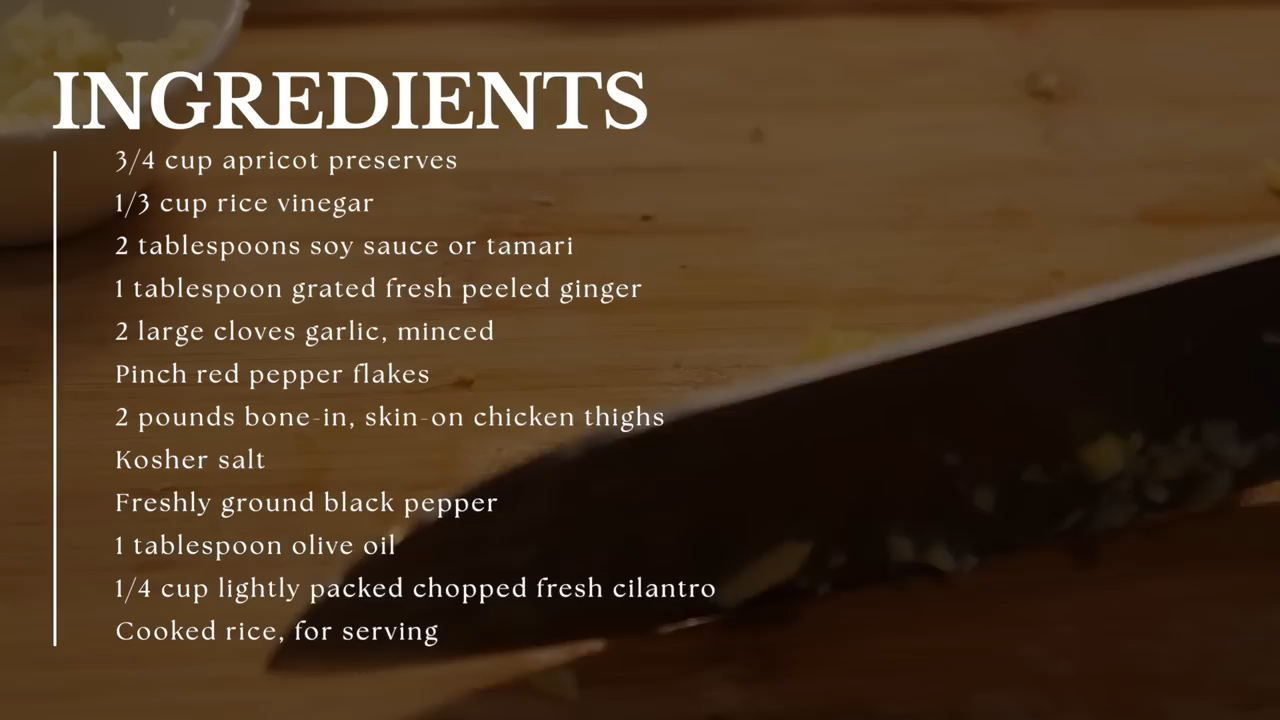 INGREDIENTS
3/4 cup apricot preserves
1/3 cup rice vinegar
2 tablespoons soy sauce or tamari
1 tablespoon grated fresh peeled ginger
2 large cloves garlic, minced
Pinch red pepper flakes
2 pounds bone-in, skin-on chicken thighs
Kosher salt
Freshly ground black pepper
1 tablespoon olive oil
1/4 cup lightly packed chopped fresh cilantro
Cooked rice, for serving